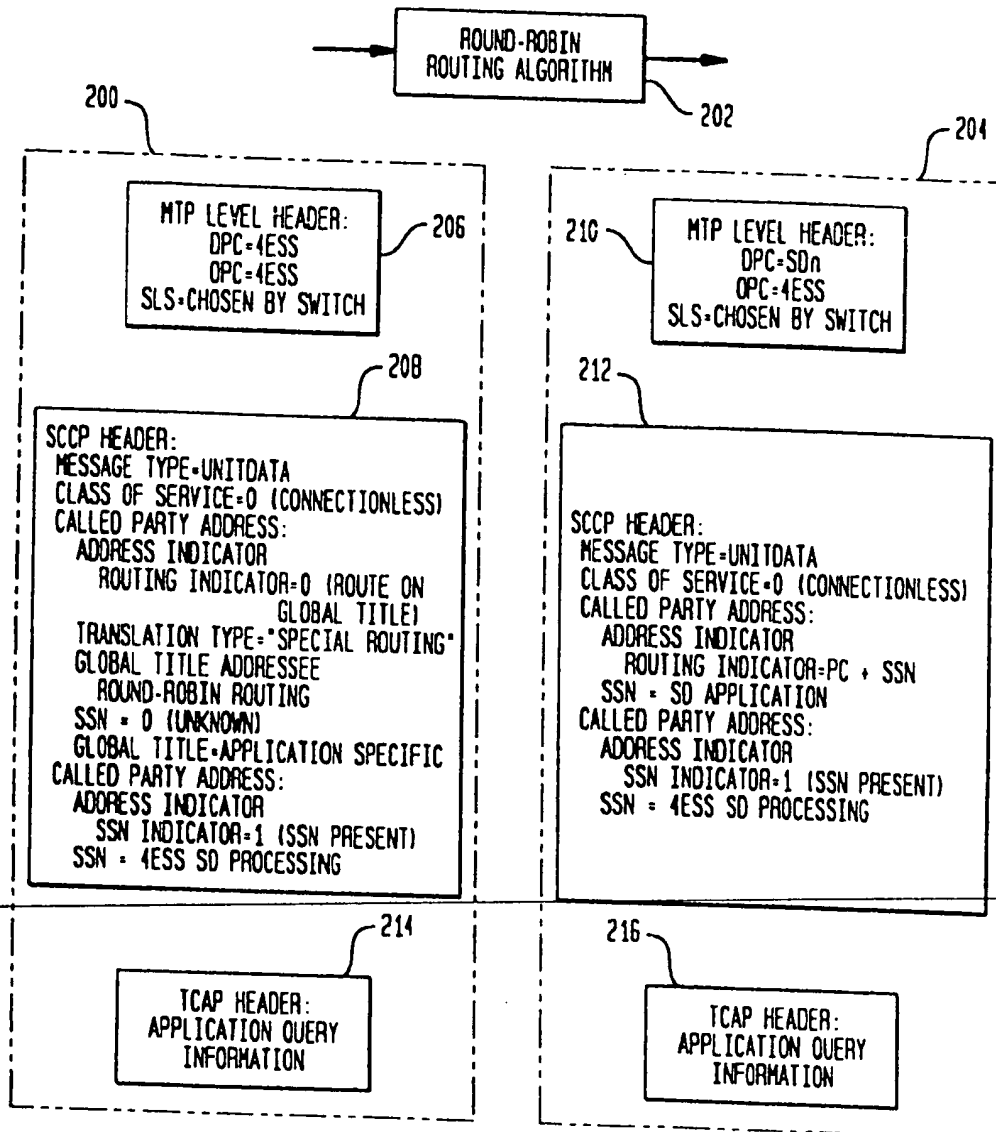 ROUND-ROBIN
ROUTING ALGORITHM
202
200
204
MTP LEVEL HEADER:
DPC=4ESS
OPC=4ESS
SLS=CHOSEN BY SWITCH
206
210
MTP LEVEL HEADER:
DPC=SDn
OPC=4ESS
SLS=CHOSEN BY SWITCH
208
SCCP HEADER:
MESSAGE TYPE=UNITDATA
CLASS OF SERVICE=0 (CONNECTIONLESS)
CALLED PARTY ADDRESS:
ADDRESS INDICATOR
ROUTING INDICATOR=0 (ROUTE ON
GLOBAL TITLE)
TRANSLATION TYPE="SPECIAL ROUTING"
GLOBAL TITLE ADDRESSEE
ROUND-ROBIN ROUTING
SSN = 0 (UNKNOWN)
GLOBAL TITLE=APPLICATION SPECIFIC
CALLED PARTY ADDRESS:
ADDRESS INDICATOR
SSN INDICATOR=1 (SSN PRESENT)
SSN = 4ESS SD PROCESSING
212
SCCP HEADER:
MESSAGE TYPE=UNITDATA
CLASS OF SERVICE=0 (CONNECTIONLESS)
CALLED PARTY ADDRESS:
ADDRESS INDICATOR
ROUTING INDICATOR=PC + SSN
SSN = SD APPLICATION
CALLED PARTY ADDRESS:
ADDRESS INDICATOR
SSN INDICATOR=1 (SSN PRESENT)
SSN = 4ESS SD PROCESSING
214
TCAP HEADER:
APPLICATION QUERY
INFORMATION
216
TCAP HEADER:
APPLICATION QUERY
INFORMATION